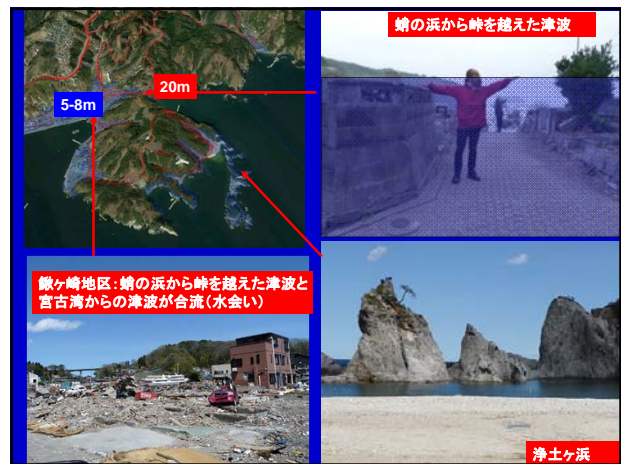 蛸の浜から峠を越えた津波
20m
5-8m
鍬ヶ崎地区：蛸の浜から峠を越えた津波と
宮古湾からの津波が合流（水会い）
浄土ヶ浜